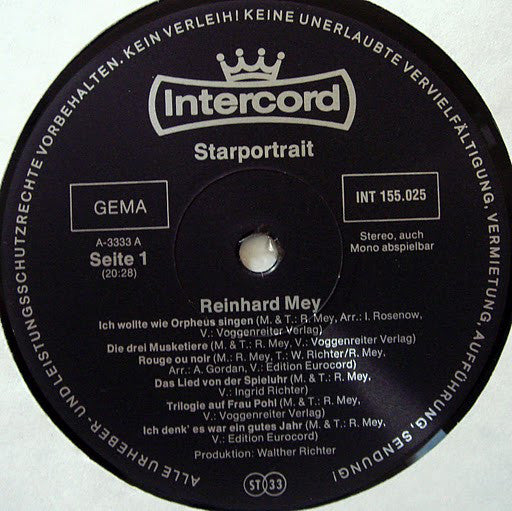 ALLE URHEBER- UND LEISTUNGSSCHUTZRECHTE VORBEHALTEN. KEIN VERLEIH! KEINE UNERLAUBTE VERVIELFÄLTIGUNG, VERMIETUNG, AUFFÜHRUNG, SENDUNG!
Intercord
Starportrait
GEMA
INT 155.025
A-3333 A
Seite 1
(20:28)
Stereo, auch
Mono abspielbar
Reinhard Mey
Ich wollte wie Orpheus singen (M. & T.: R. Mey, Arr.: I. Rosenow,
V.: Voggenreiter Verlag)
Die drei Musketiere (M. & T.: R. Mey, V.: Voggenreiter Verlag)
Rouge ou noir (M.: R. Mey, T.: W. Richter/R. Mey,
Arr.: A. Gordan, V.: Edition Eurocord)
Das Lied von der Spieluhr (M. & T.: R. Mey,
V.: Ingrid Richter)
Trilogie auf Frau Pohl (M. & T.: R. Mey,
V.: Voggenreiter Verlag)
Ich denk' es war ein gutes Jahr (M. & T.: R. Mey,
V.: Edition Eurocord)
Produktion: Walther Richter
ST 33